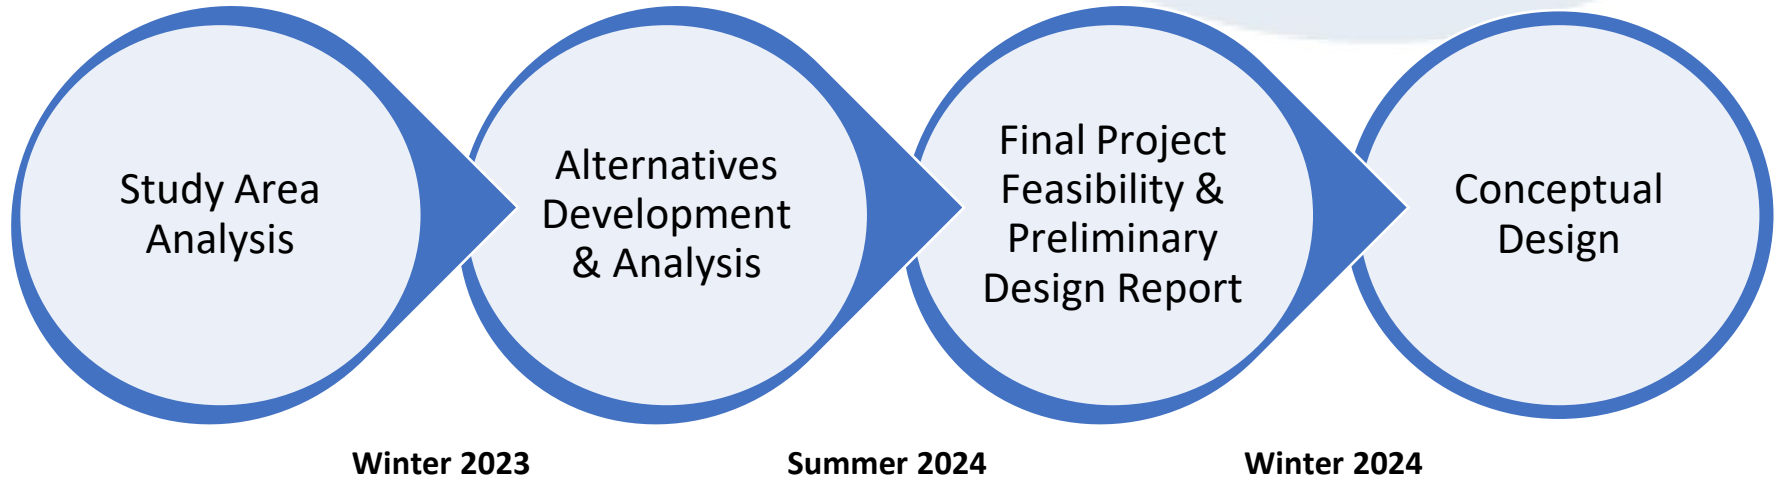 Study Area
Analysis
Alternatives
Development
& Analysis
Final Project
Feasibility &
Preliminary
Design Report
Conceptual
Design
Winter 2023
Summer 2024
Winter 2024